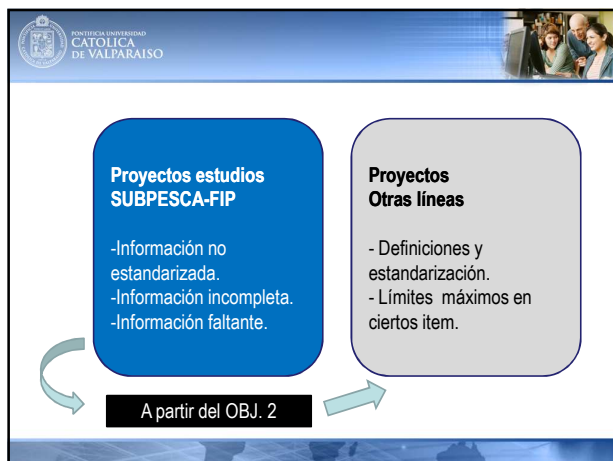 PONTIFICIA UNIVERSIDAD
CATOLICA
DE VALPARAISO
Proyectos estudios
SUBPESCA-FIP
-Información no
estandarizada.
-Información incompleta.
-Información faltante.
Proyectos
Otras líneas
- Definiciones y
estandarización.
- Límites máximos en
ciertos item.
A partir del OBJ. 2